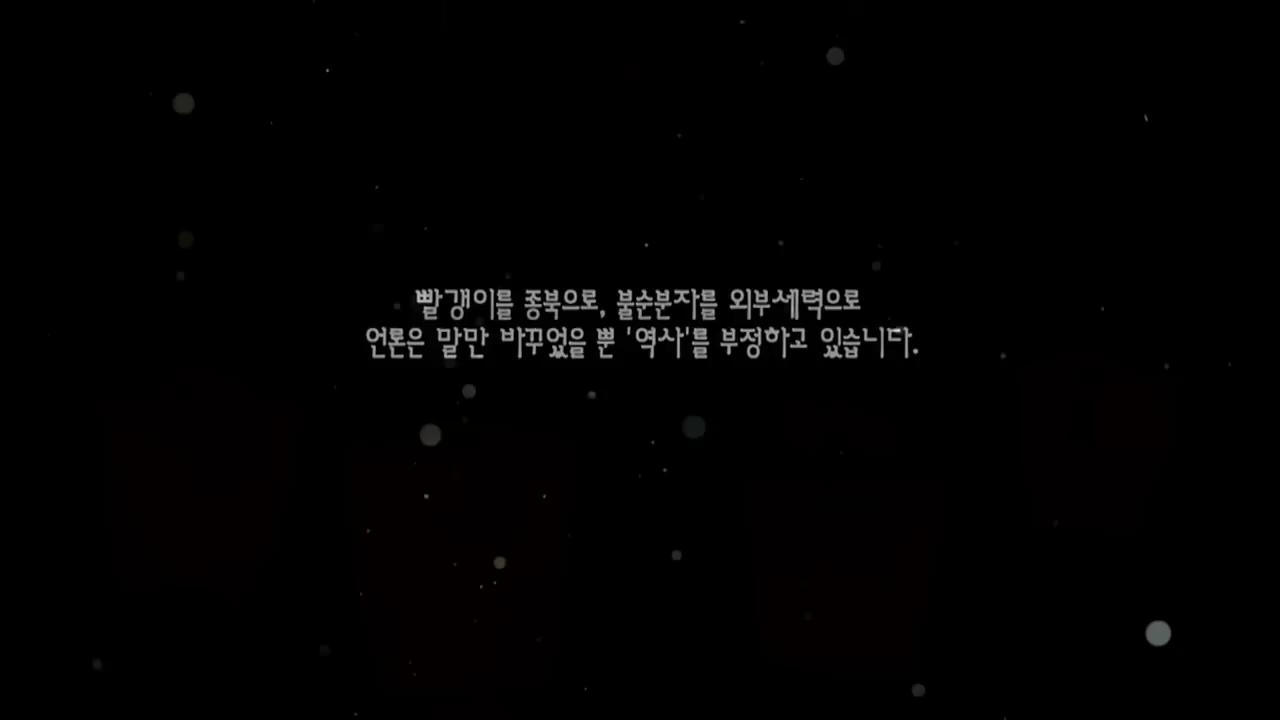 빨갱이를 종북으로, 불순분자를 외부세력으로
언론은 말만 바꾸었을 뿐 '역사'를 부정하고 있습니다.